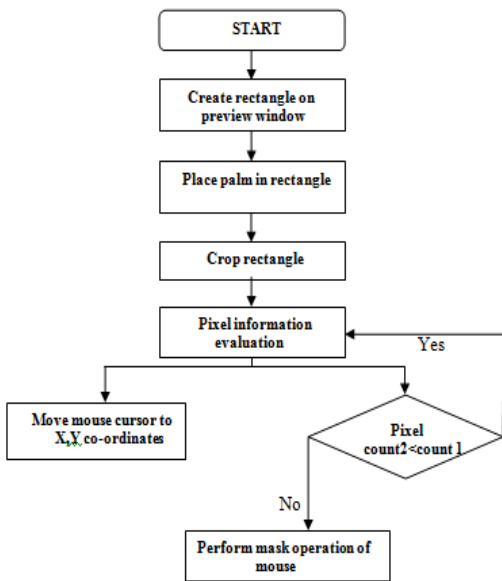 START
Create rectangle on
preview window
Place palm in rectangle
Crop rectangle
Pixel information
evaluation
Yes
Move mouse cursor to
X,Y co-ordinates
Pixel
count2<count 1
No
Perform mask operation of
mouse